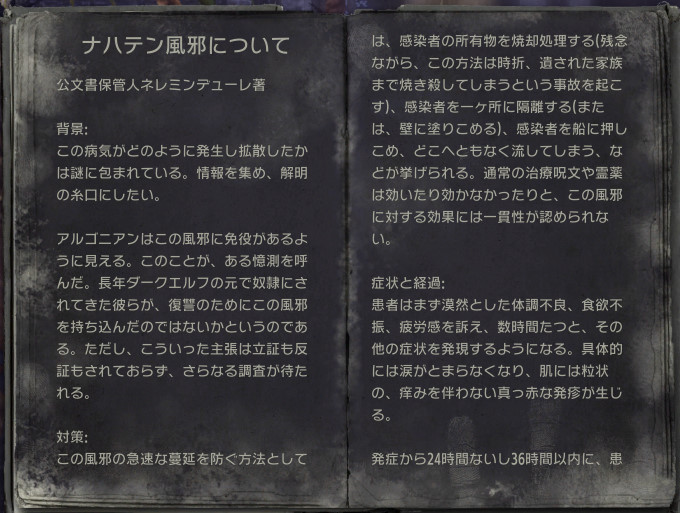 ナハテン風邪について
公文書保管人ネレミンデューレ著
背景:
この病気がどのように発生し拡散したか
は謎に包まれている。情報を集め、解明
の糸口にしたい。
アルゴニアンはこの風邪に免疫があるよ
うに見える。このことが、ある憶測を呼
んだ。長年ダークエルフの元で奴隷にさ
れてきた彼らが、復讐のためにこの風邪
を持ち込んだのではないかというのであ
る。ただし、こういった主張は立証も反
証もされておらず、さらなる調査が待た
れる。
対策:
この風邪の急速な蔓延を防ぐ方法として
は、感染者の所有物を焼却処理する(残念
ながら、この方法は時折、遺された家族
まで焼き殺してしまうという事故を起こ
す)、感染者を一ヶ所に隔離する(また
は、壁に塗りこめる)、感染者を船に押し
こめ、どこへともなく流してしまう、な
どが挙げられる。通常の治療呪文や霊薬
は効いたり効かなかったりと、この風邪
に対する効果には一貫性が認められな
い。
症状と経過:
患者はまず漠然とした体調不良、食欲不
振、疲労感を訴え、数時間たつと、その
他の症状を発現するようになる。具体的
には涙がとまらなくなり、肌には粒状
の、痒みを伴わない真っ赤な発疹が生じ
る。
発症から24時間ないし36時間以内に、患